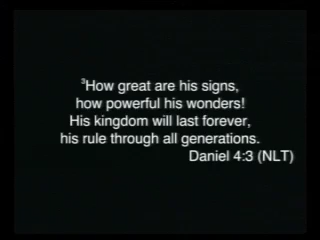 ³How great are his signs,
how powerful his wonders!
His kingdom will last forever,
his rule through all generations.
Daniel 4:3 (NLT)